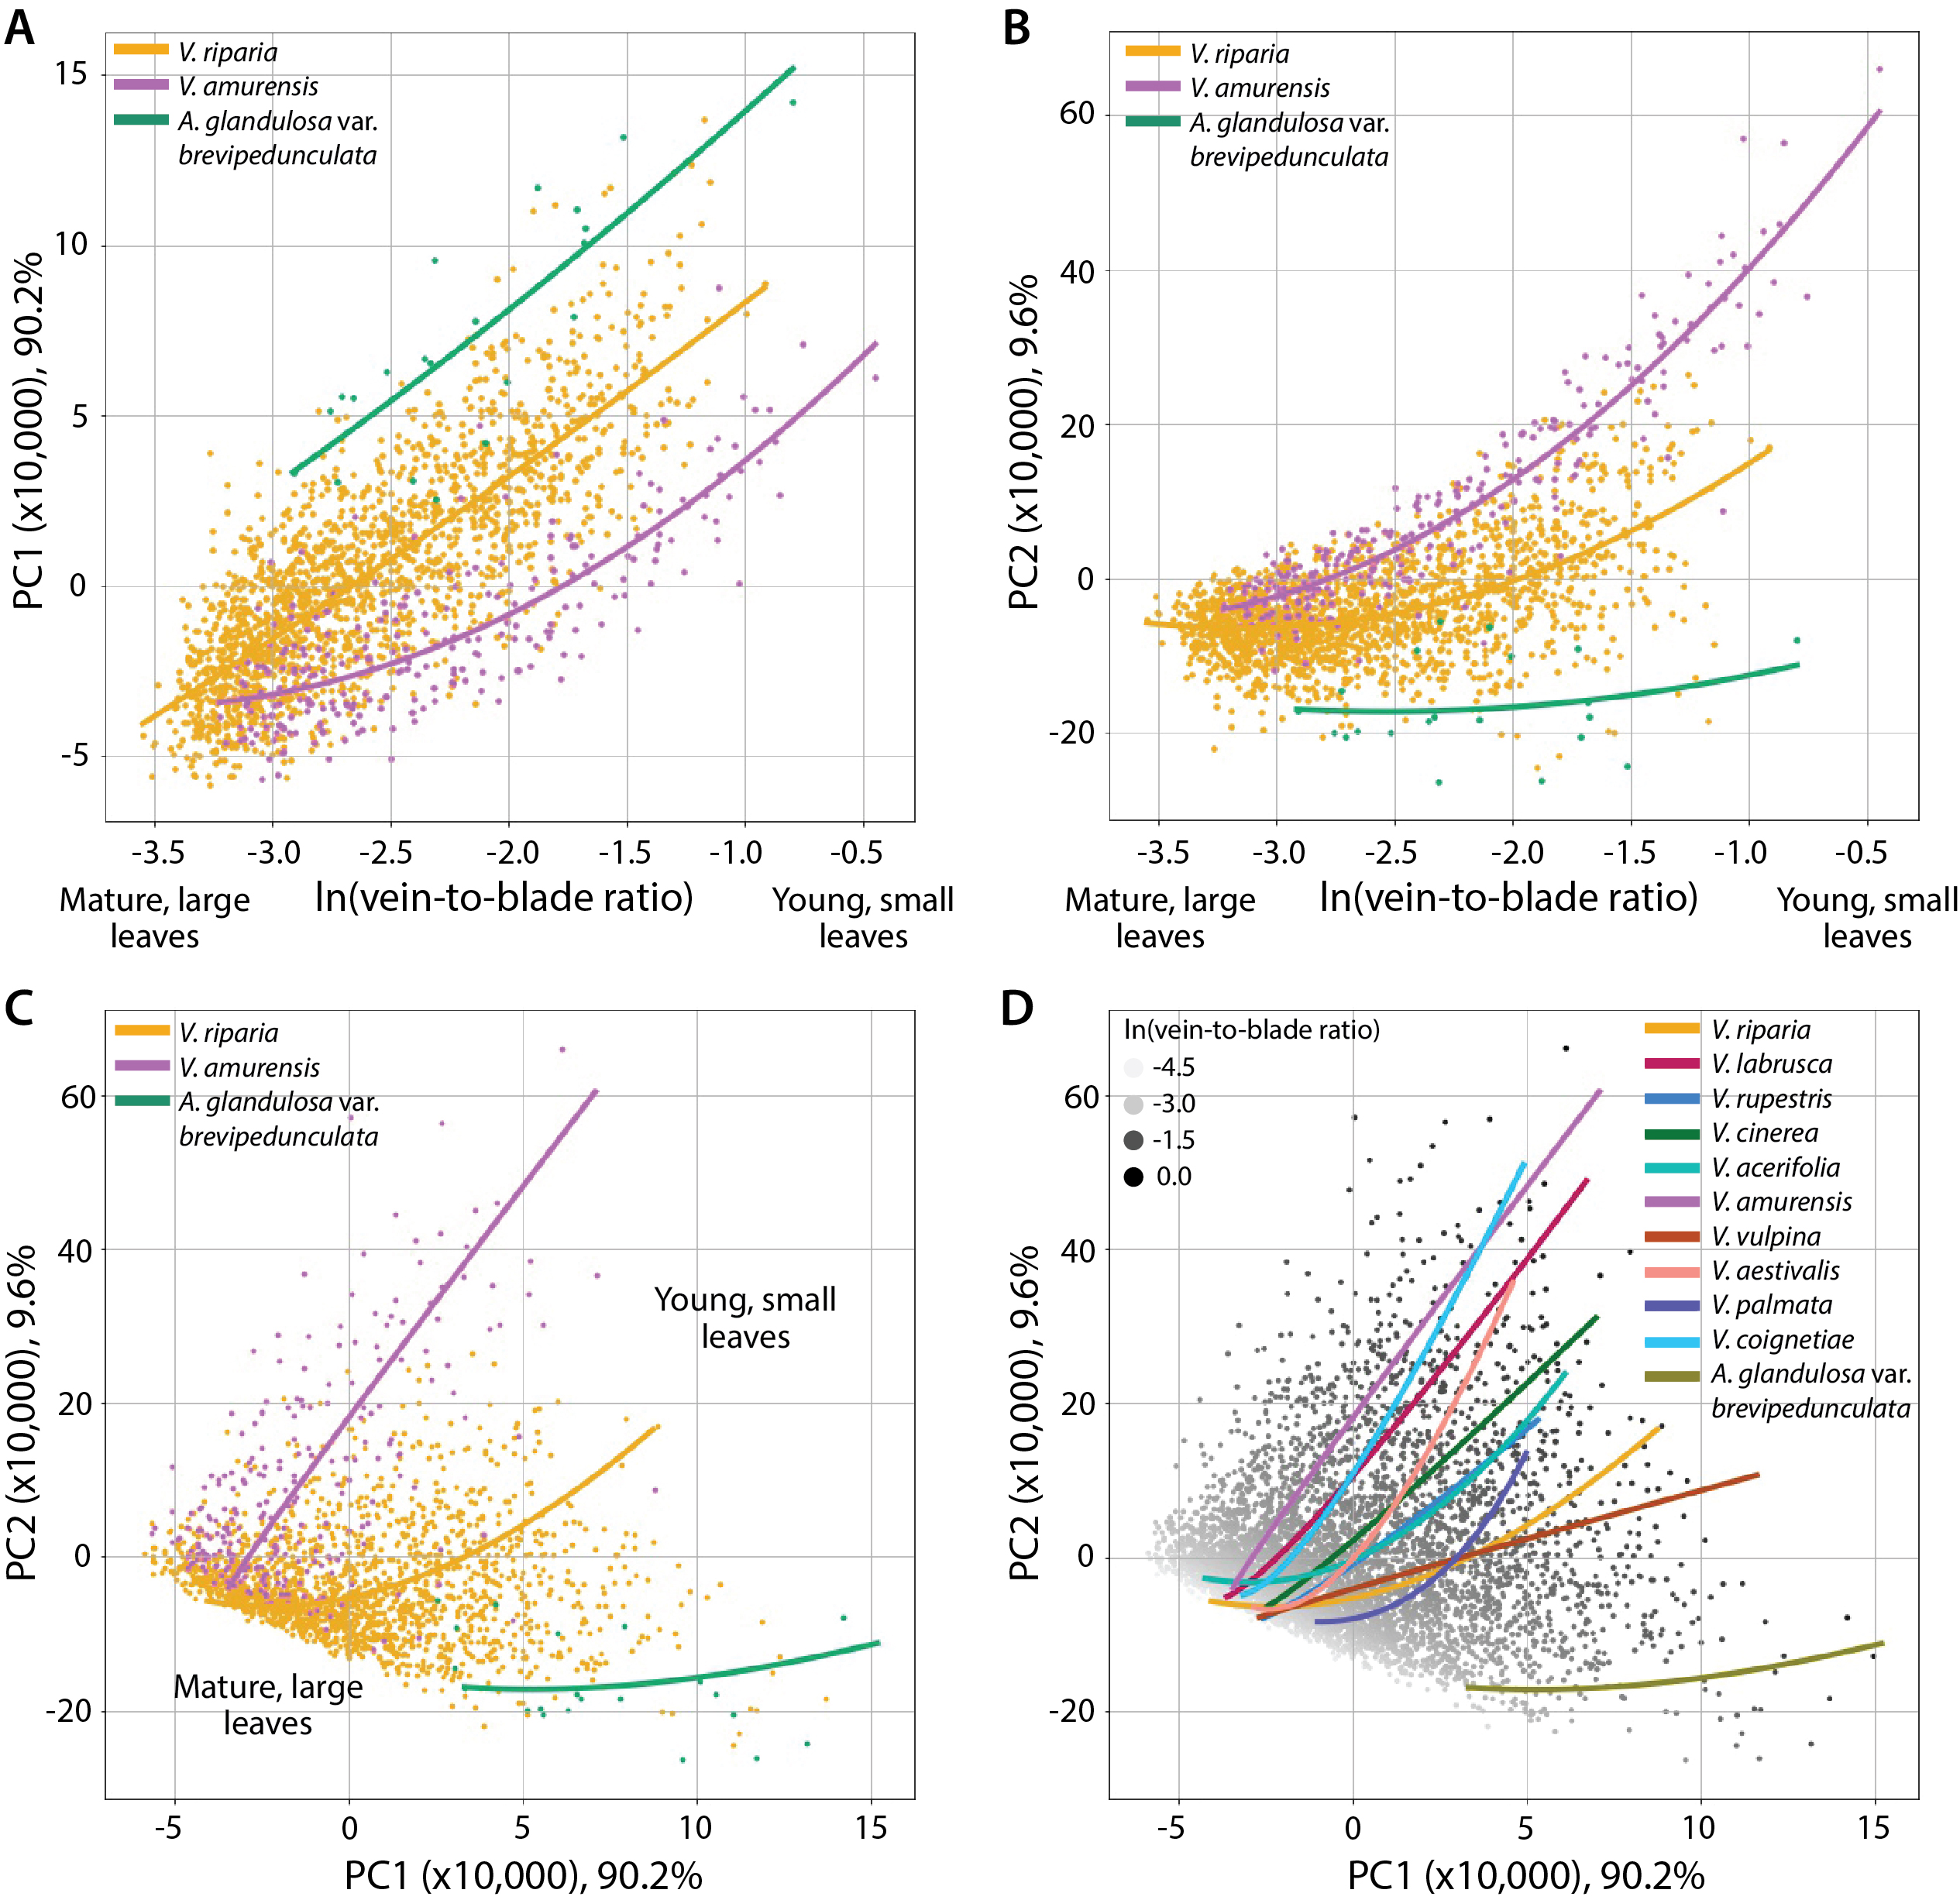 A
V. riparia
V. amurensis
A. glandulosa var.
brevipedunculata
15
10
5
0
-5
PC1 (x10,000), 90.2%
-3.5 -3.0 -2.5 -2.0 -1.5 -1.0 -0.5
Mature, large
leaves
ln(vein-to-blade ratio)
Young, small
leaves
B
V. riparia
V. amurensis
A. glandulosa var.
brevipedunculata
60
40
20
0
-20
PC2 (x10,000), 9.6%
-3.5 -3.0 -2.5 -2.0 -1.5 -1.0 -0.5
Mature, large
leaves
ln(vein-to-blade ratio)
Young, small
leaves
C
V. riparia
V. amurensis
A. glandulosa var.
brevipedunculata
60
40
20
0
-20
PC2 (x10,000), 9.6%
Young, small
leaves
Mature, large
leaves
-5 0 5 10 15
PC1 (x10,000), 90.2%
D
ln(vein-to-blade ratio)
-4.5
-3.0
-1.5
0.0
V. riparia
V. labrusca
V. rupestris
V. cinerea
V. acerifolia
V. amurensis
V. vulpina
V. aestivalis
V. palmata
V. coignetiae
A. glandulosa var.
brevipedunculata
60
40
20
0
-20
PC2 (x10,000), 9.6%
-5 0 5 10 15
PC1 (x10,000), 90.2%